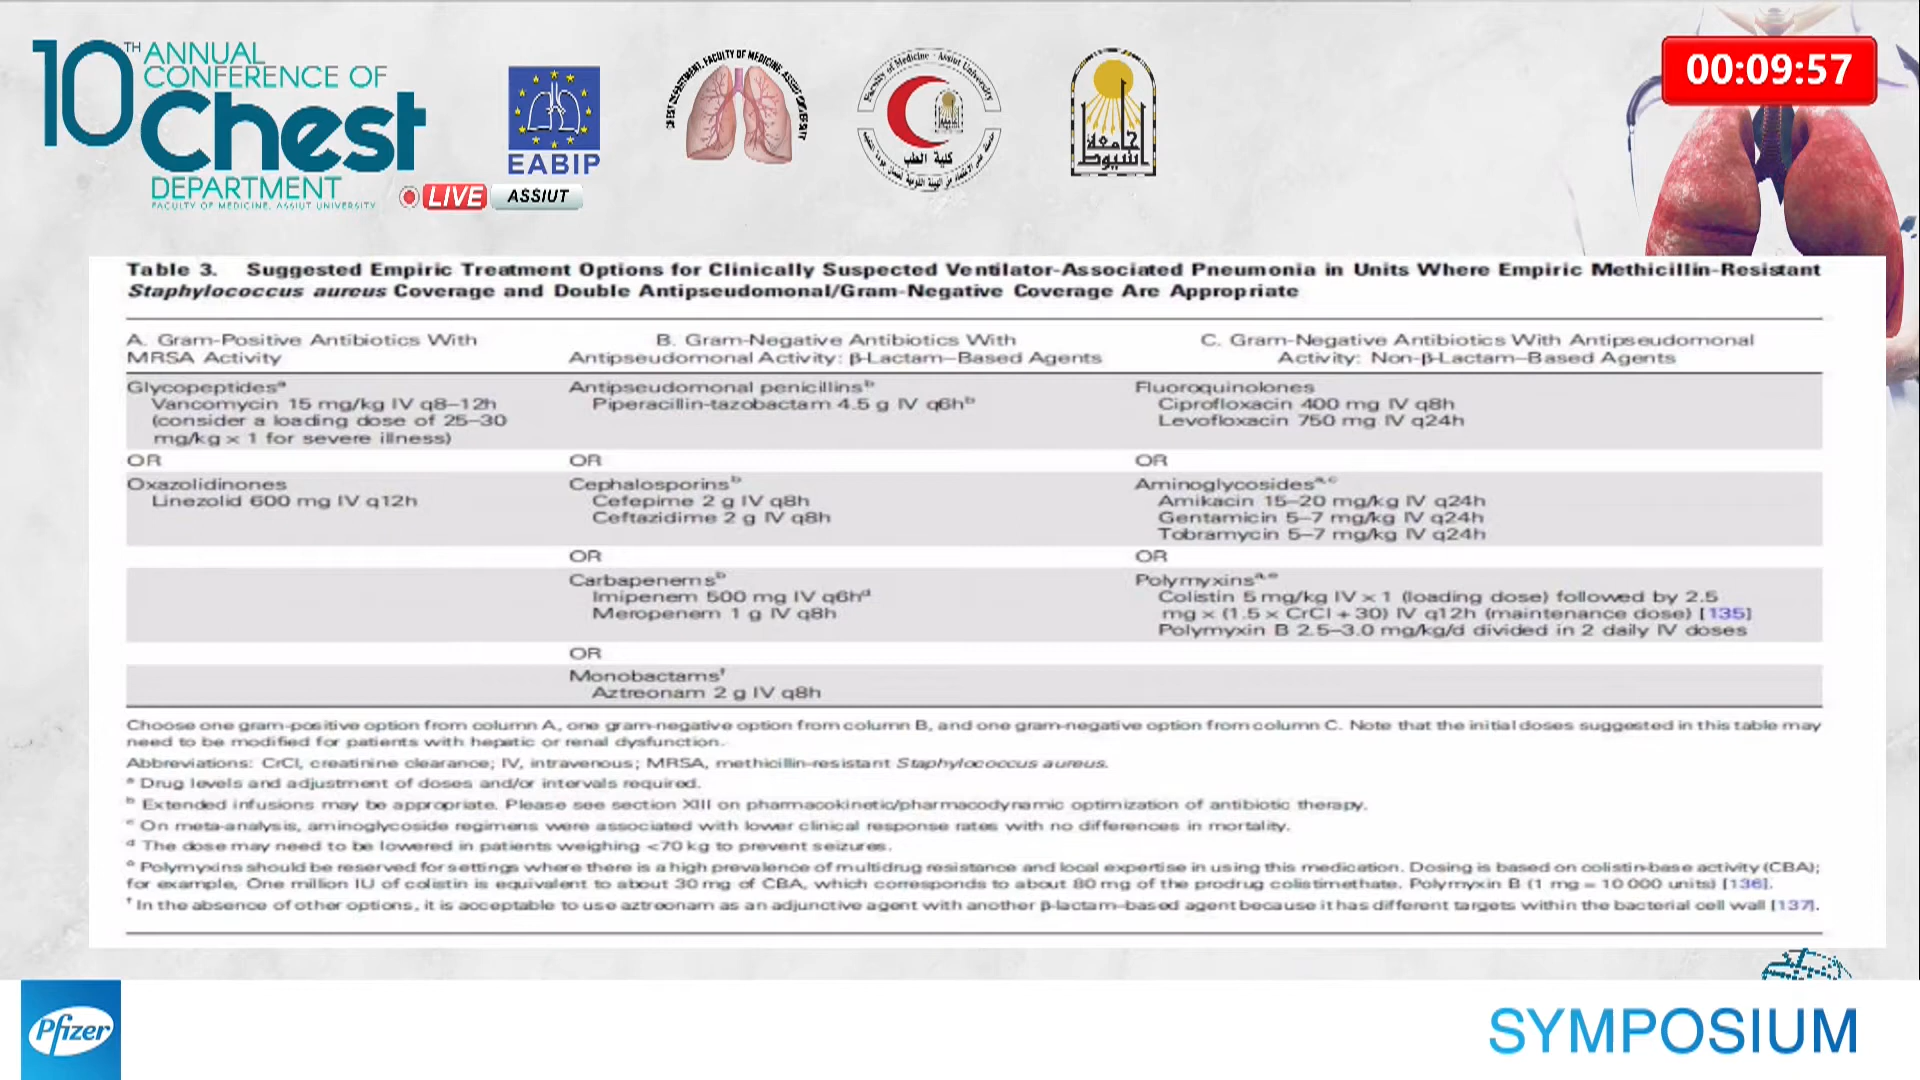 10TH ANNUAL
CONFERENCE OF
Chest
DEPARTMENT
FACULTY OF MEDICINE, ASSIUT UNIVERSITY
LIVE ASSIUT
EABIP
CHEST DEPARTMENT, FACULTY OF MEDICINE, ASSIUT UNIVERSITY
Faculty of Medicine - Assiut University
كلية الطب
جامعة
أسيوط
00:09:57
Table 3. Suggested Empiric Treatment Options for Clinically Suspected Ventilator-Associated Pneumonia in Units Where Empiric Methicillin-Resistant
Staphylococcus aureus Coverage and Double Antipseudomonal/Gram-Negative Coverage Are Appropriate
A. Gram-Positive Antibiotics With
MRSA Activity
B. Gram-Negative Antibiotics With
Antipseudomonal Activity: β-Lactam–Based Agents
C. Gram-Negative Antibiotics With Antipseudomonal
Activity: Non-β-Lactam–Based Agents
Glycopeptidesᵃ
Vancomycin 15 mg/kg IV q8–12h
(consider a loading dose of 25–30
mg/kg × 1 for severe illness)
Antipseudomonal penicillinsᵇ
Piperacillin-tazobactam 4.5 g IV q6hᵇ
Fluoroquinolones
Ciprofloxacin 400 mg IV q8h
Levofloxacin 750 mg IV q24h
OR
OR
OR
Oxazolidinones
Linezolid 600 mg IV q12h
Cephalosporinsᵇ
Cefepime 2 g IV q8h
Ceftazidime 2 g IV q8h
Aminoglycosidesᵃ,ᶜ
Amikacin 15–20 mg/kg IV q24h
Gentamicin 5–7 mg/kg IV q24h
Tobramycin 5–7 mg/kg IV q24h
OR
OR
Carbapenemsᵇ
Imipenem 500 mg IV q6hᵈ
Meropenem 1 g IV q8h
Polymyxinsᵃ,ᵉ
Colistin 5 mg/kg IV × 1 (loading dose) followed by 2.5
mg × (1.5 × CrCl + 30) IV q12h (maintenance dose) [135]
Polymyxin B 2.5–3.0 mg/kg/d divided in 2 daily IV doses
OR
Monobactamsᶠ
Aztreonam 2 g IV q8h
Choose one gram-positive option from column A, one gram-negative option from column B, and one gram-negative option from column C. Note that the initial doses suggested in this table may
need to be modified for patients with hepatic or renal dysfunction.
Abbreviations: CrCl, creatinine clearance; IV, intravenous; MRSA, methicillin-resistant Staphylococcus aureus.
ᵃ Drug levels and adjustment of doses and/or intervals required.
ᵇ Extended infusions may be appropriate. Please see section XIII on pharmacokinetic/pharmacodynamic optimization of antibiotic therapy.
ᶜ On meta-analysis, aminoglycoside regimens were associated with lower clinical response rates with no differences in mortality.
ᵈ The dose may need to be lowered in patients weighing <70 kg to prevent seizures.
ᵉ Polymyxins should be reserved for settings where there is a high prevalence of multidrug resistance and local expertise in using this medication. Dosing is based on colistin-base activity (CBA);
for example, One million IU of colistin is equivalent to about 30 mg of CBA, which corresponds to about 80 mg of the prodrug colistimethate. Polymyxin B (1 mg = 10 000 units) [136].
ᶠ In the absence of other options, it is acceptable to use aztreonam as an adjunctive agent with another β-lactam–based agent because it has different targets within the bacterial cell wall [137].
Pfizer
SYMPOSIUM